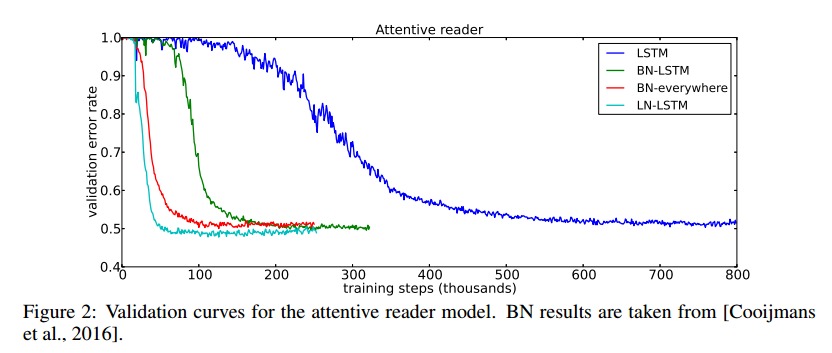 Attentive reader
1.0
0.9
0.8
0.7
0.6
0.5
0.4
validation error rate
LSTM
BN-LSTM
BN-everywhere
LN-LSTM
0 100 200 300 400 500 600 700 800
training steps (thousands)
Figure 2: Validation curves for the attentive reader model. BN results are taken from [Cooijmans
et al., 2016].